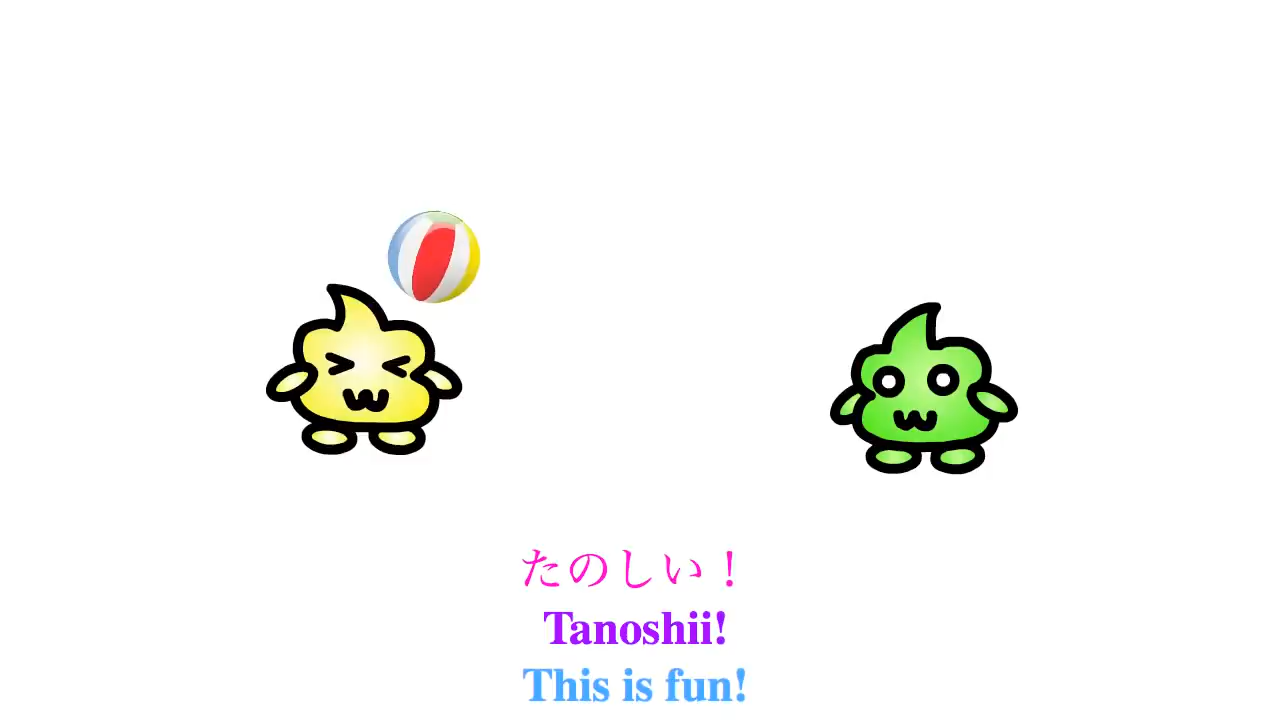 たのしい！
Tanoshii!
This is fun!